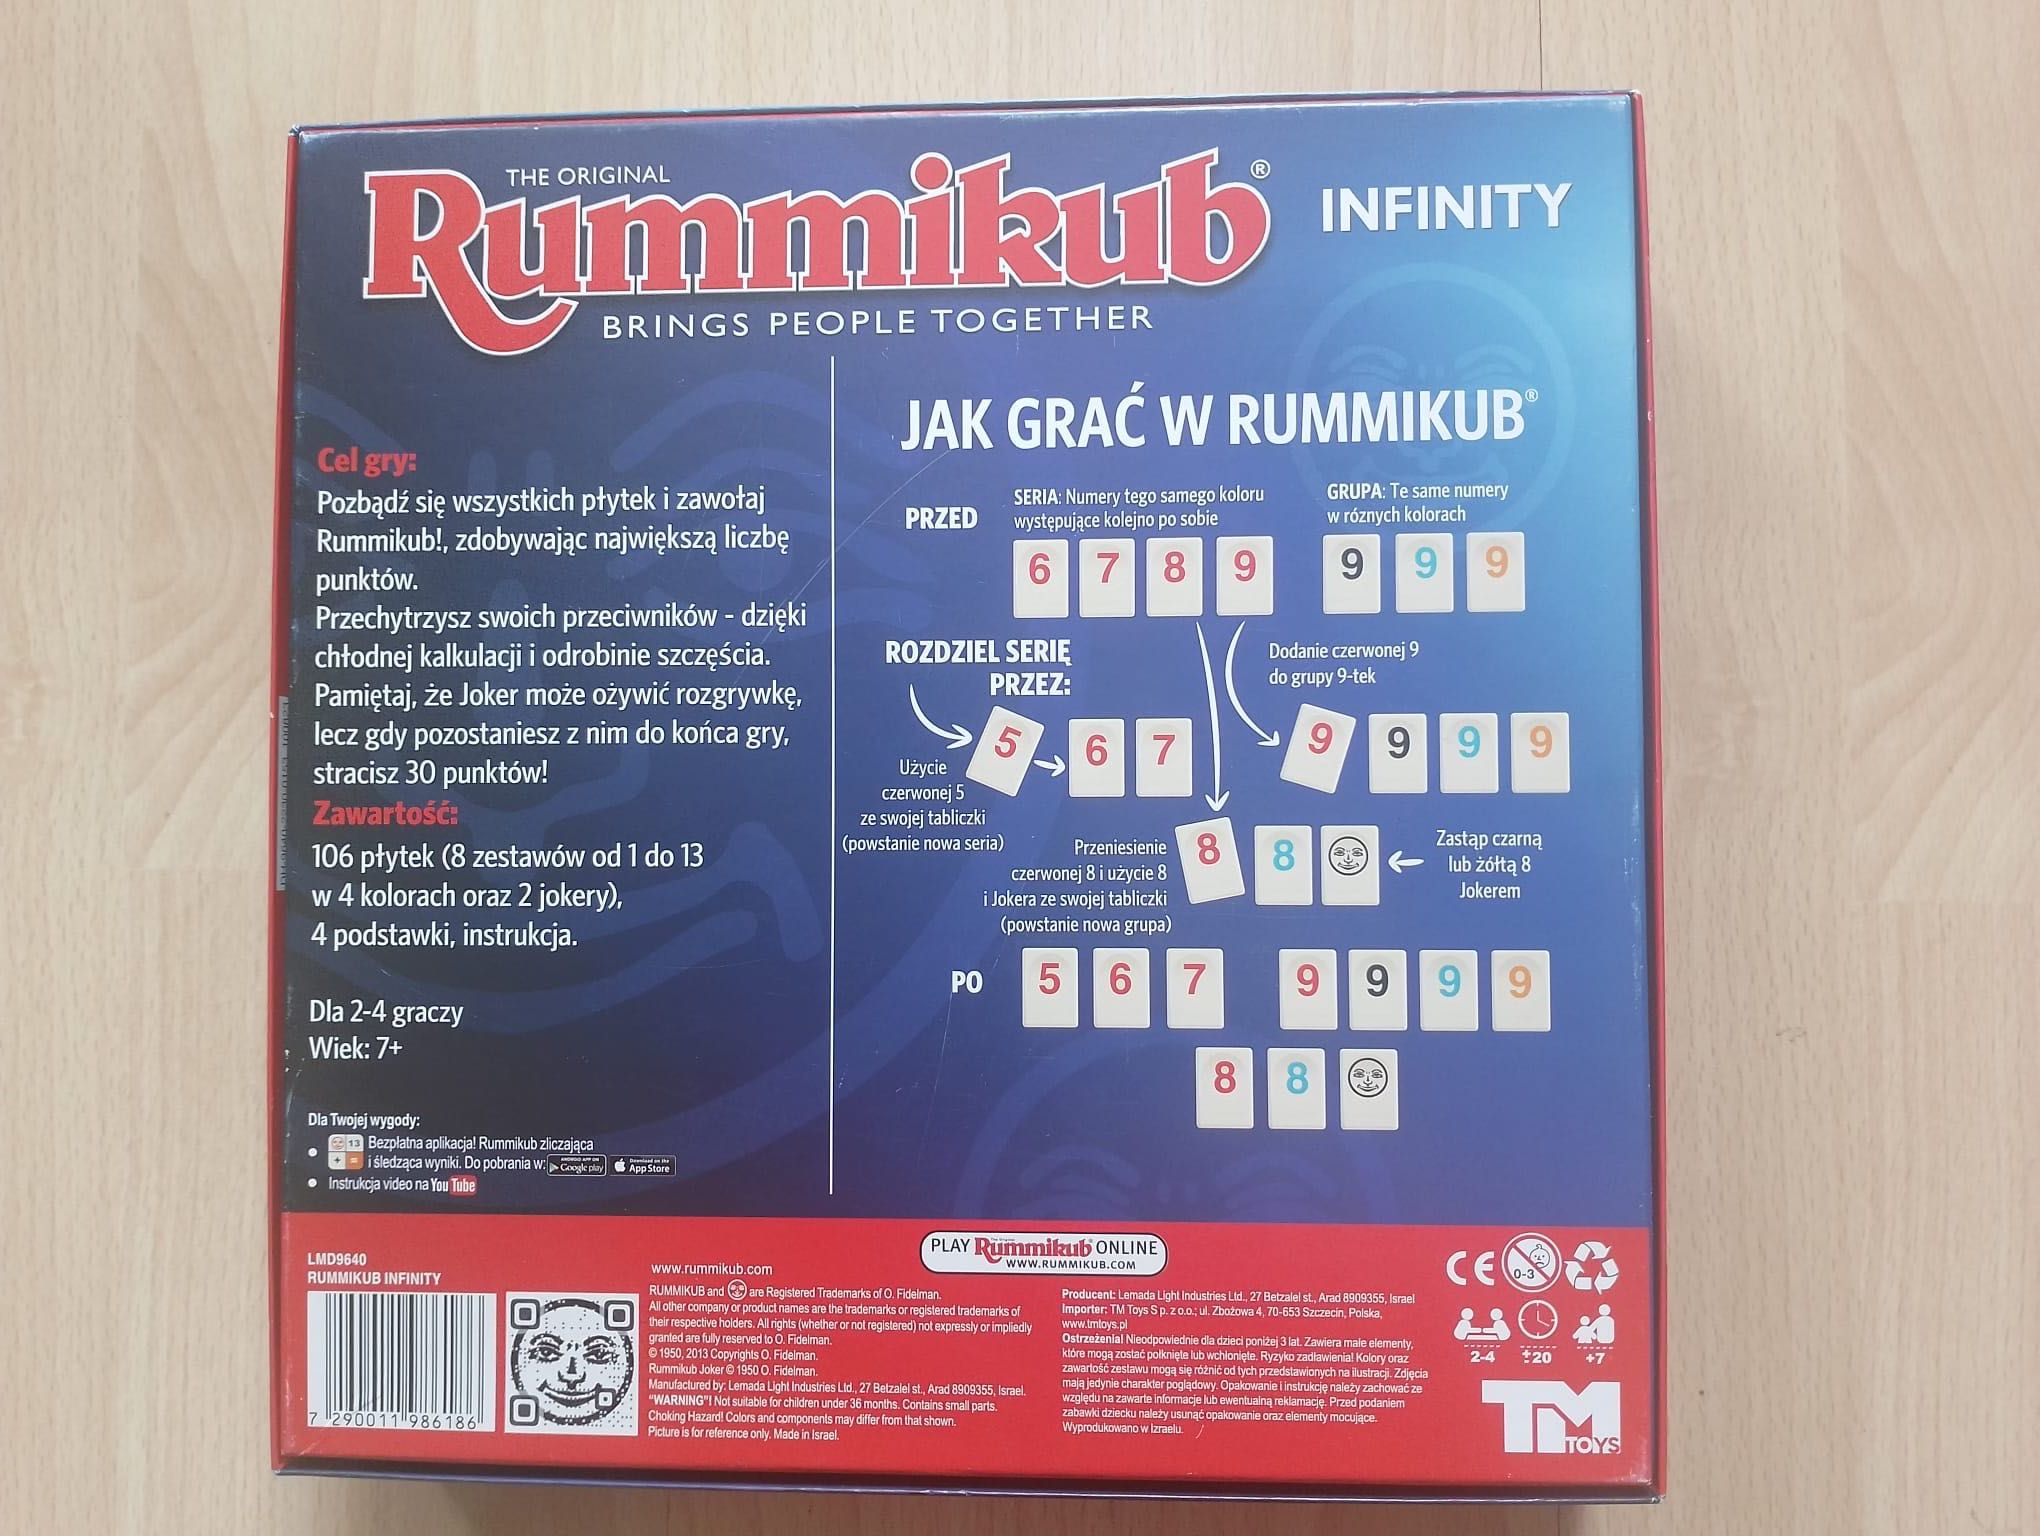 THE ORIGINAL
Rummikub®
INFINITY
BRINGS PEOPLE TOGETHER
Cel gry:
Pozbądź się wszystkich płytek i zawołaj
Rummikub!, zdobywając największą liczbę
punktów.
Przechytrzysz swoich przeciwników - dzięki
chłodnej kalkulacji i odrobinie szczęścia.
Pamiętaj, że Joker może ożywić rozgrywkę,
lecz gdy pozostaniesz z nim do końca gry,
stracisz 30 punktów!
Zawartość:
106 płytek (8 zestawów od 1 do 13
w 4 kolorach oraz 2 jokery),
4 podstawki, instrukcja.
Dla 2-4 graczy
Wiek: 7+
Dla Twojej wygody:
13
+ =
Bezpłatna aplikacja! Rummikub zliczająca
i śledząca wyniki. Do pobrania w:
ANDROID APP ON
Google play
Download on the
App Store
Instrukcja video na You Tube
JAK GRAĆ W RUMMIKUB®
PRZED
SERIA: Numery tego samego koloru
występujące kolejno po sobie
GRUPA: Te same numery
w róznych kolorach
6 7 8 9
9 9 9
ROZDZIEL SERIĘ
PRZEZ:
Dodanie czerwonej 9
do grupy 9-tek
5 6 7
9 9 9 9
Użycie
czerwonej 5
ze swojej tabliczki
(powstanie nowa seria)
Przeniesienie
czerwonej 8 i użycie 8
i Jokera ze swojej tabliczki
(powstanie nowa grupa)
8 8
Zastąp czarną
lub żółtą 8
Jokerem
PO
5 6 7
9 9 9 9
8 8
LMD9640
RUMMIKUB INFINITY
7 290011 986186
PLAY Rummikub ONLINE
WWW.RUMMIKUB.COM
www.rummikub.com
RUMMIKUB and are Registered Trademarks of O. Fidelman.
All other company or product names are the trademarks or registered trademarks of
their respective holders. All rights (whether or not registered) not expressly or impliedly
granted are fully reserved to O. Fidelman.
© 1950, 2013 Copyrights O. Fidelman.
Rummikub Joker © 1950 O. Fidelman.
Manufactured by: Lemada Light Industries Ltd., 27 Betzalel st., Arad 8909355, Israel.
"WARNING"! Not suitable for children under 36 months. Contains small parts.
Choking Hazard! Colors and components may differ from that shown.
Picture is for reference only. Made in Israel.
Producent: Lemada Light Industries Ltd., 27 Betzalel st., Arad 8909355, Israel
Importer: TM Toys S p. z o.o.; ul. Zbożowa 4, 70-653 Szczecin, Polska,
www.tmtoys.pl
Ostrzeżenia! Nieodpowiednie dla dzieci poniżej 3 lat. Zawiera małe elementy,
które mogą zostać połknięte lub wchłonięte. Ryzyko zadławienia! Kolory oraz
zawartość zestawu mogą się różnić od tych przedstawionych na ilustracji. Zdjęcia
mają jedynie charakter poglądowy. Opakowanie i instrukcję należy zachować ze
względu na zawarte informacje lub ewentualną reklamację. Przed podaniem
zabawki dziecku należy usunąć opakowanie oraz elementy mocujące.
Wyprodukowano w Izraelu.
CE
0-3
2-4 ±20 +7
TM
TOYS